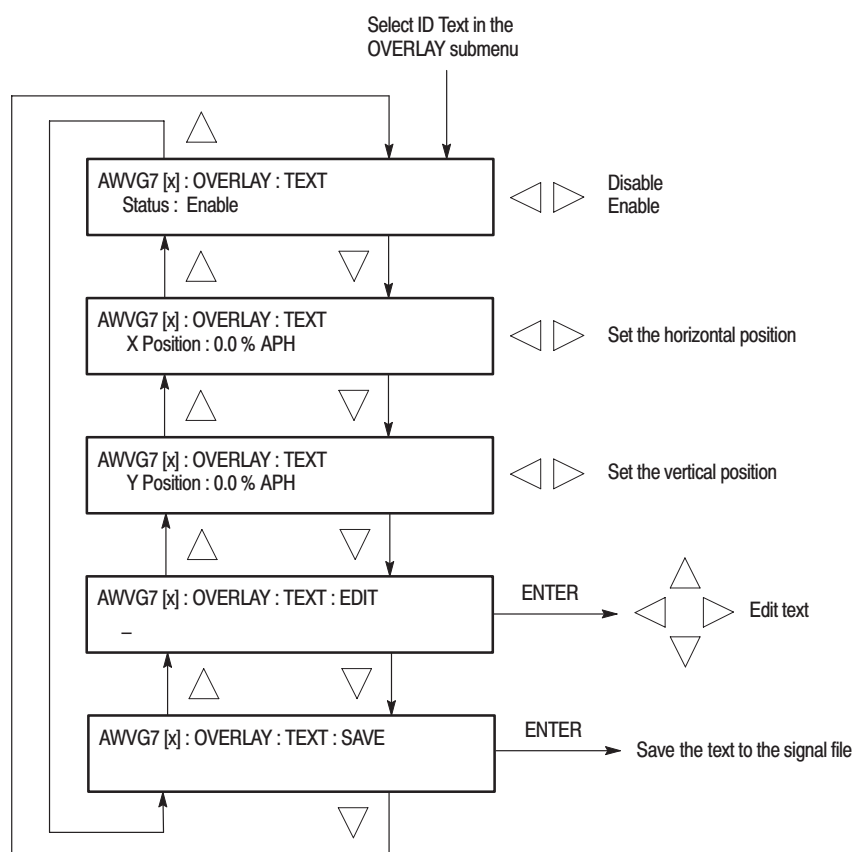 Select ID Text in the
OVERLAY submenu
AWVG7 [x] : OVERLAY : TEXT
Status : Enable
Disable
Enable
AWVG7 [x] : OVERLAY : TEXT
X Position : 0.0 % APH
Set the horizontal position
AWVG7 [x] : OVERLAY : TEXT
Y Position : 0.0 % APH
Set the vertical position
AWVG7 [x] : OVERLAY : TEXT : EDIT
_
ENTER
Edit text
AWVG7 [x] : OVERLAY : TEXT : SAVE
ENTER
Save the text to the signal file